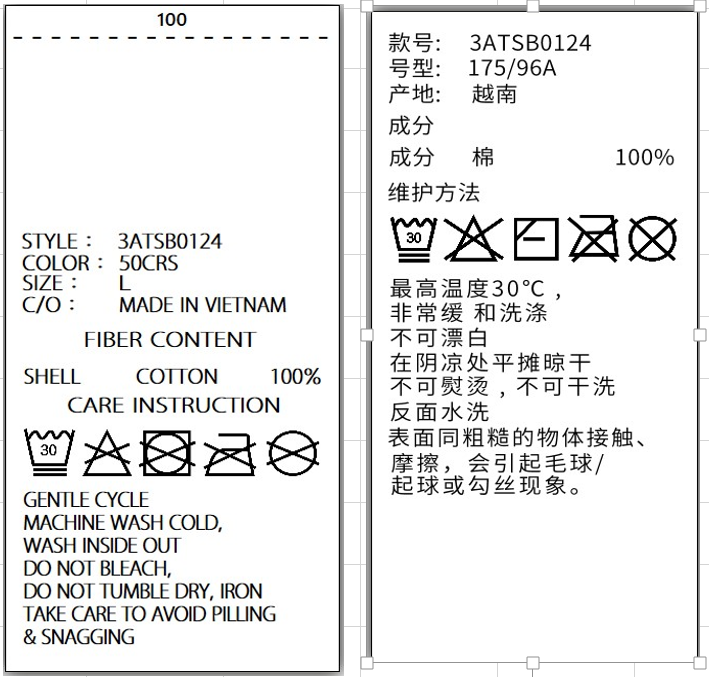 100
STYLE： 3ATSB0124
COLOR： 50CRS
SIZE： L
C/O： MADE IN VIETNAM
FIBER CONTENT
SHELL COTTON 100%
CARE INSTRUCTION
30
GENTLE CYCLE
MACHINE WASH COLD,
WASH INSIDE OUT
DO NOT BLEACH,
DO NOT TUMBLE DRY, IRON
TAKE CARE TO AVOID PILLING
& SNAGGING
款号: 3ATSB0124
号型: 175/96A
产地: 越南
成分
成分 棉 100%
维护方法
30
最高温度30℃ ,
非常缓 和洗涤
不可漂白
在阴凉处平摊晾干
不可熨烫 , 不可干洗
反面水洗
表面同粗糙的物体接触、
摩擦，会引起毛球/
起球或勾丝现象。